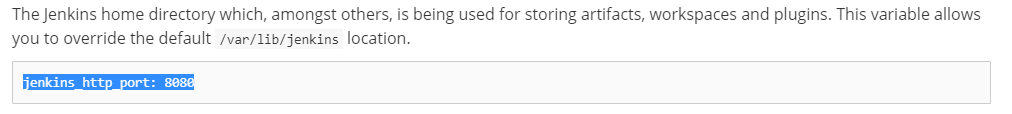 The Jenkins home directory which, amongst others, is being used for storing artifacts, workspaces and plugins. This variable allows
you to override the default /var/lib/jenkins location.
jenkins_http_port: 8080